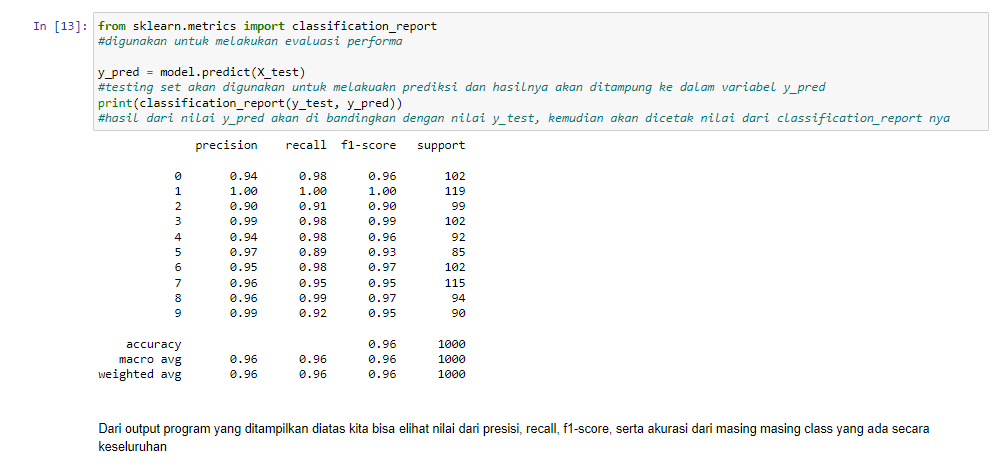 In [13]: from sklearn.metrics import classification_report
#digunakan untuk melakukan evaluasi performa
y_pred = model.predict(X_test)
#testing set akan digunakan untuk melakuakn prediksi dan hasilnya akan ditampung ke dalam variabel y_pred
print(classification_report(y_test, y_pred))
#hasil dari nilai y_pred akan di bandingkan dengan nilai y_test, kemudian akan dicetak nilai dari classification_report nya
precision recall f1-score support
0 0.94 0.98 0.96 102
1 1.00 1.00 1.00 119
2 0.90 0.91 0.90 99
3 0.99 0.98 0.99 102
4 0.94 0.98 0.96 92
5 0.97 0.89 0.93 85
6 0.95 0.98 0.97 102
7 0.96 0.95 0.95 115
8 0.96 0.99 0.97 94
9 0.99 0.92 0.95 90
accuracy 0.96 1000
macro avg 0.96 0.96 0.96 1000
weighted avg 0.96 0.96 0.96 1000
Dari output program yang ditampilkan diatas kita bisa elihat nilai dari presisi, recall, f1-score, serta akurasi dari masing masing class yang ada secara
keseluruhan